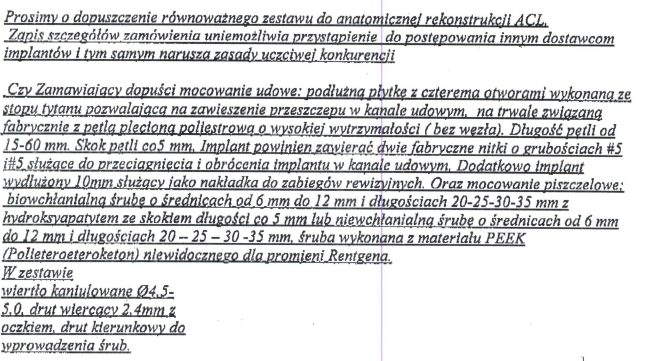 Prosimy o dopuszczenie równoważnego zestawu do anatomicznej rekonstrukcji ACL.
Zapis szczegółów zamówienia uniemożliwia przystąpienie do postępowania innym dostawcom
implantów i tym samym narusza zasady uczciwej konkurencji
Czy Zamawiający dopuści mocowanie udowe: podłużną płytkę z czterema otworami wykonaną ze
stopu tytanu pozwalającą na zawieszenie przeszczepu w kanale udowym, na trwale związaną
fabrycznie z pętlą plecioną poliestrową o wysokiej wytrzymałości ( bez węzła). Długość pętli od
15-60 mm. Skok pętli co5 mm. Implant powinien zawierać dwie fabryczne nitki o grubościach #5
i#5 służące do przeciągnięcia i obrócenia implantu w kanale udowym. Dodatkowo implant
wydłużony 10mm służący jako nakładka do zabiegów rewizyjnych. Oraz mocowanie piszczelowe:
biowchłanialną śrubę o średnicach od 6 mm do 12 mm i długościach 20-25-30-35 mm z
hydroksyapatytem ze skokiem długości co 5 mm lub niewchłanialną śrubę o średnicach od 6 mm
do 12 mm i długościach 20 – 25 – 30 -35 mm. śruba wykonana z materiału PEEK
(Polieteroeteroketon) niewidocznego dla promieni Rentgena.
W zestawie
wiertło kaniulowane Ø4,5-
5.0, drut wiercący 2.4mm z
oczkiem, drut kierunkowy do
wprowadzenia śrub.